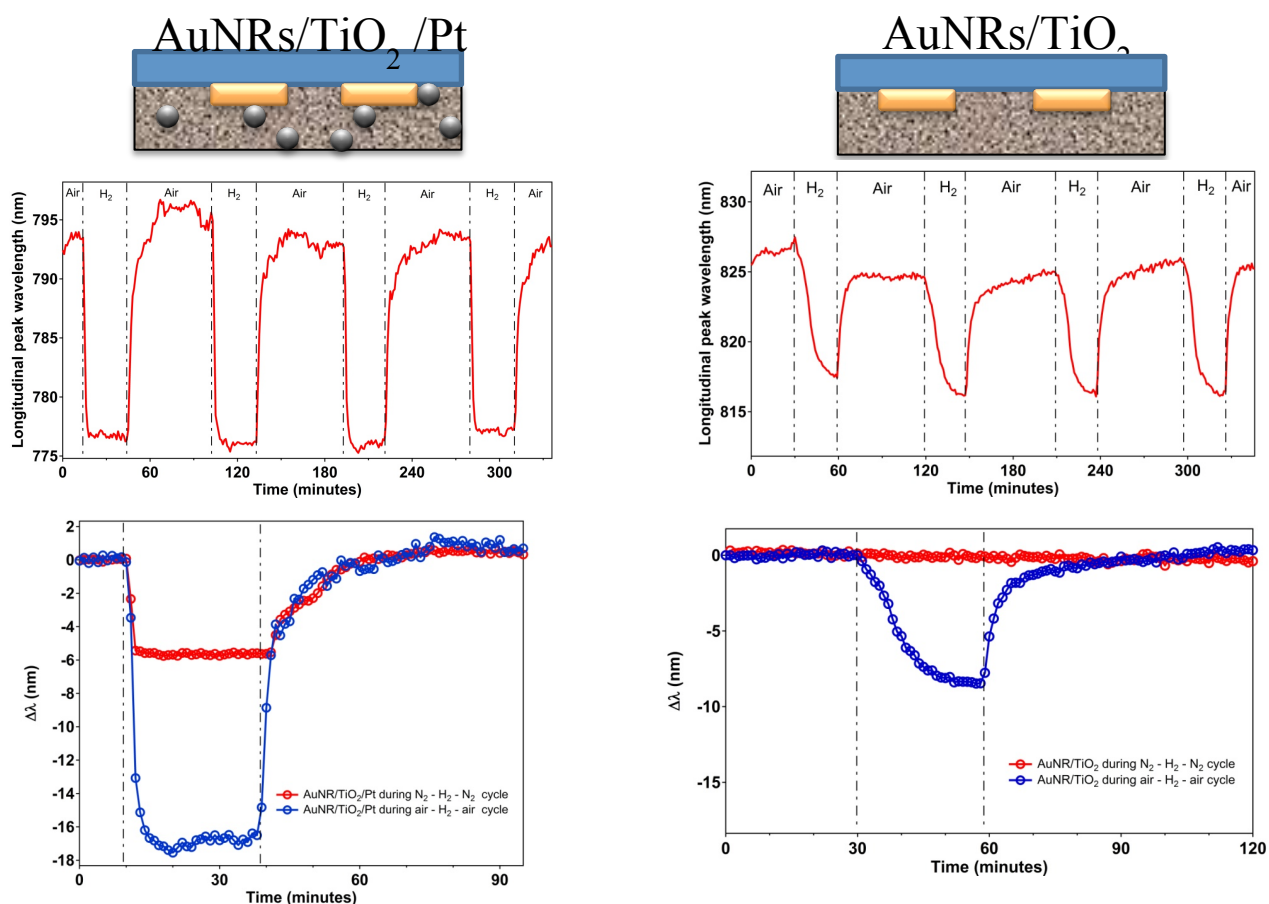 AuNRs/TiO2 /Pt
AuNRs/TiO2
Air H2 Air H2 Air H2 Air H2 Air
Longitudinal peak wavelength (nm)
795
790
785
780
775
0 60 120 180 240 300
Time (minutes)
Air H2 Air H2 Air H2 Air H2 Air
Longitudinal peak wavelength (nm)
830
825
820
815
0 60 120 180 240 300
Time (minutes)
2
0
-2
-4
-6
-8
-10
-12
-14
-16
-18
Δλ (nm)
AuNR/TiO2/Pt during N2 - H2 - N2 cycle
AuNR/TiO2/Pt during air - H2 - air cycle
0 30 60 90
Time (minutes)
0
-5
-10
-15
Δλ (nm)
AuNR/TiO2 during N2 - H2 - N2 cycle
AuNR/TiO2 during air - H2 - air cycle
0 30 60 90 120
Time (minutes)